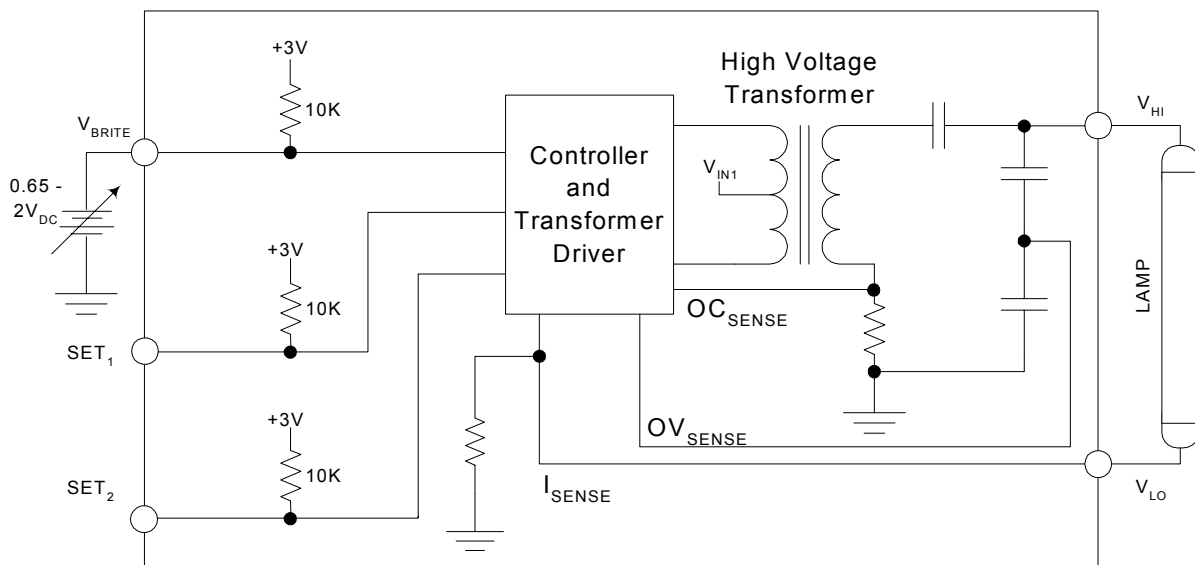 +3V
10K
V_BRITE
0.65 -
2V_DC
+3V
10K
SET_1
+3V
10K
SET_2
Controller
and
Transformer
Driver
High Voltage
Transformer
V_IN1
OC_SENSE
OV_SENSE
I_SENSE
V_HI
LAMP
V_LO